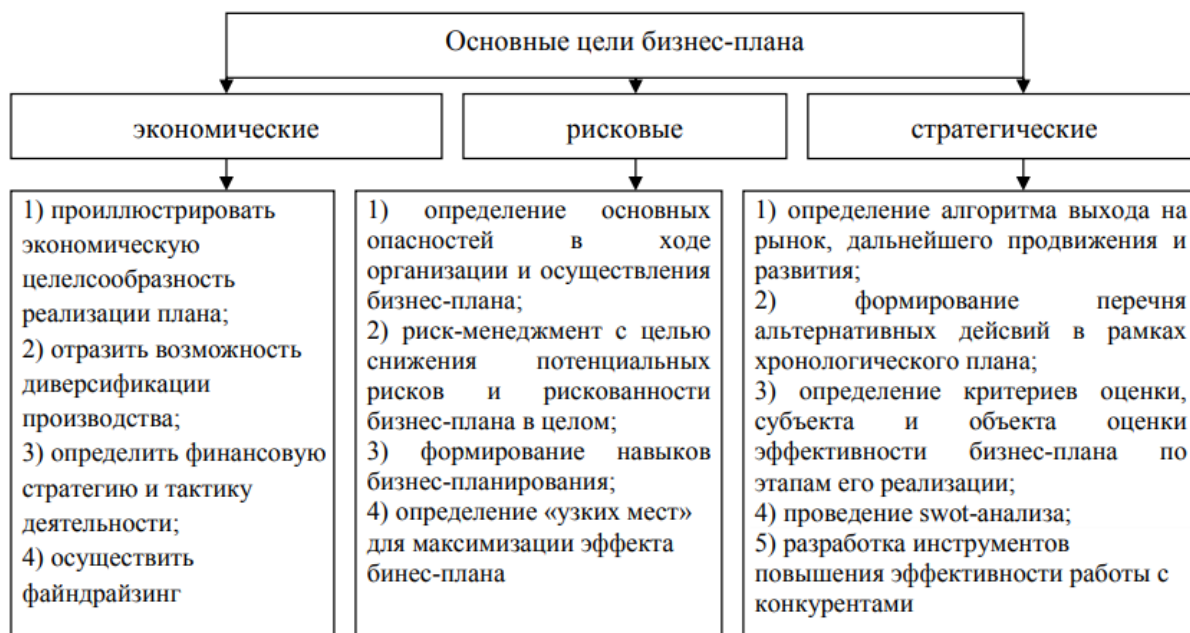 Основные цели бизнес-плана
экономические
рисковые
стратегические
1) проиллюстрировать
экономическую
целелсообразность
реализации плана;
2) отразить возможность
диверсификации
производства;
3) определить финансовую
стратегию и тактику
деятельности;
4) осуществить
файндрайзинг
1) определение основных
опасностей в ходе
организации и осуществления
бизнес-плана;
2) риск-менеджмент с целью
снижения потенциальных
рисков и рискованности
бизнес-плана в целом;
3) формирование навыков
бизнес-планирования;
4) определение «узких мест»
для максимизации эффекта
бинес-плана
1) определение алгоритма выхода на
рынок, дальнейшего продвижения и
развития;
2) формирование перечня
альтернативных дейсвий в рамках
хронологического плана;
3) определение критериев оценки,
субъекта и объекта оценки
эффективности бизнес-плана по
этапам его реализации;
4) проведение swot-анализа;
5) разработка инструментов
повышения эффективности работы с
конкурентами